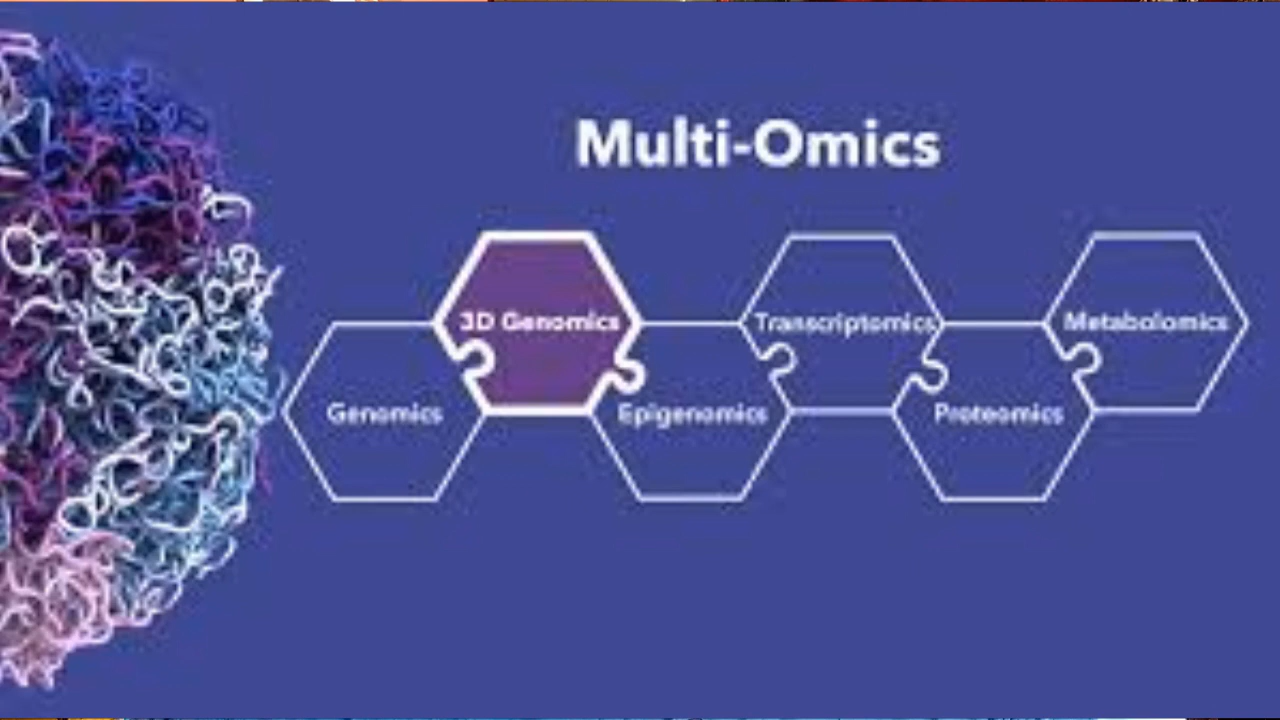 Multi-Omics
3D Genomics
Transcriptomics
Metabolomics
Genomics
Epigenomics
Proteomics